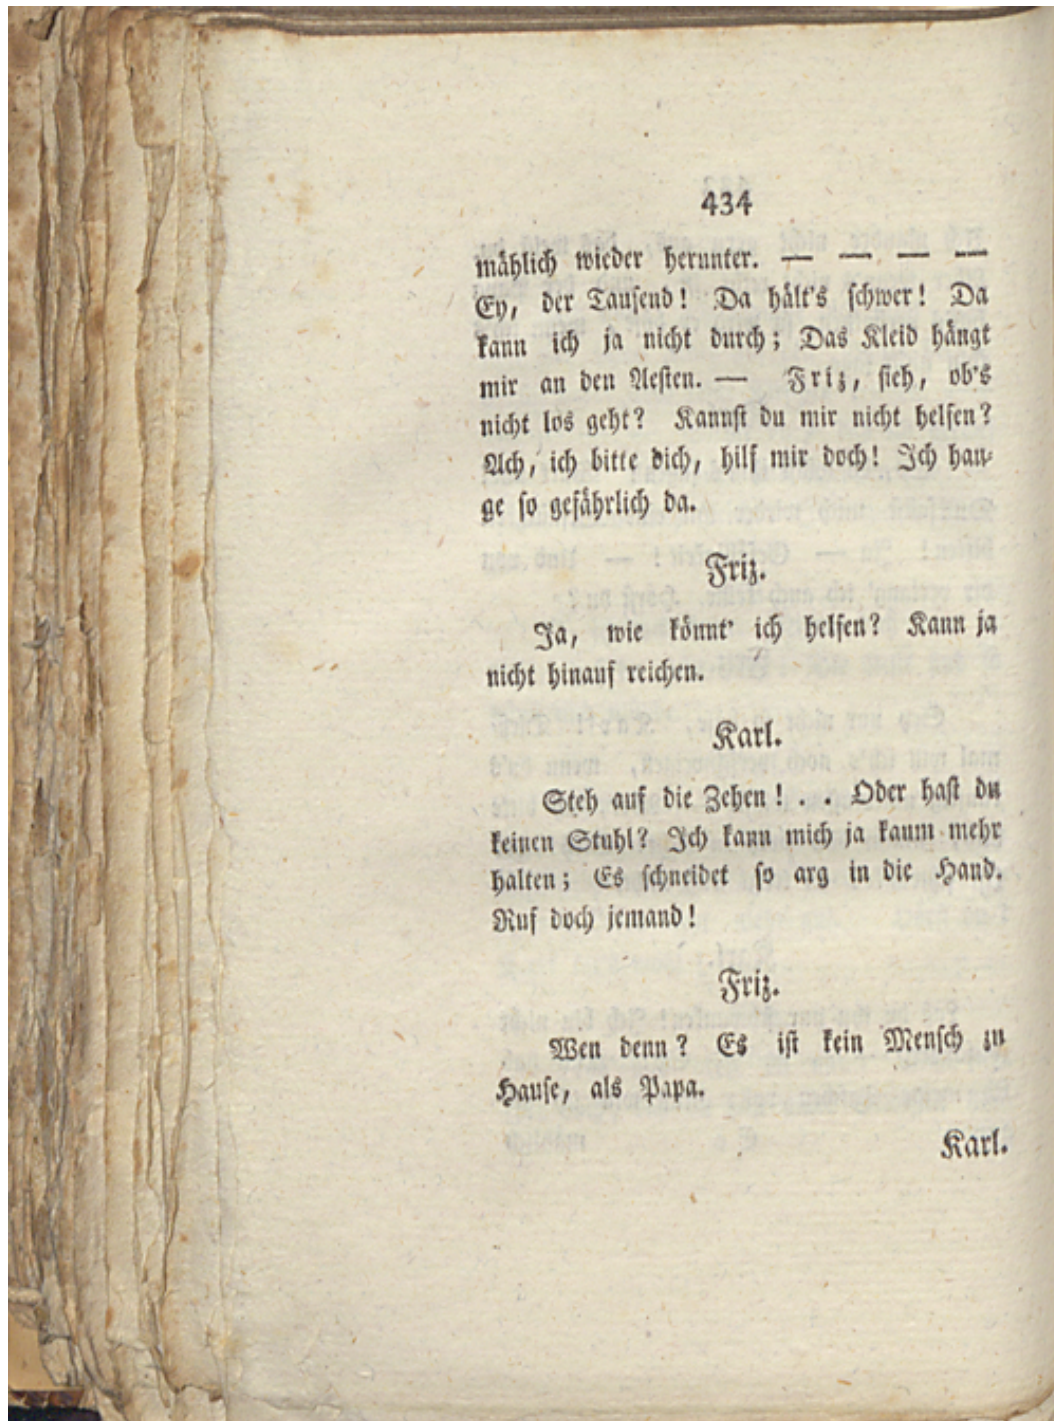 434
mählich wieder herunter. — — — —
Ey, der Tausend! Da hält's schwer! Da
kann ich ja nicht durch; Das Kleid hängt
mir an den Aesten. — Friz, sieh, ob's
nicht los geht? Kannst du mir nicht helfen?
Ach, ich bitte dich, hilf mir doch! Ich han-
ge so gefährlich da.
Friz.
Ja, wie könnt' ich helfen? Kann ja
nicht hinauf reichen.
Karl.
Steh auf die Zehen! . . Oder hast du
keinen Stuhl? Ich kann mich ja kaum mehr
halten; Es schneidet so arg in die Hand.
Ruf doch jemand!
Friz.
Wen denn? Es ist kein Mensch zu
Hause, als Papa.
Karl.